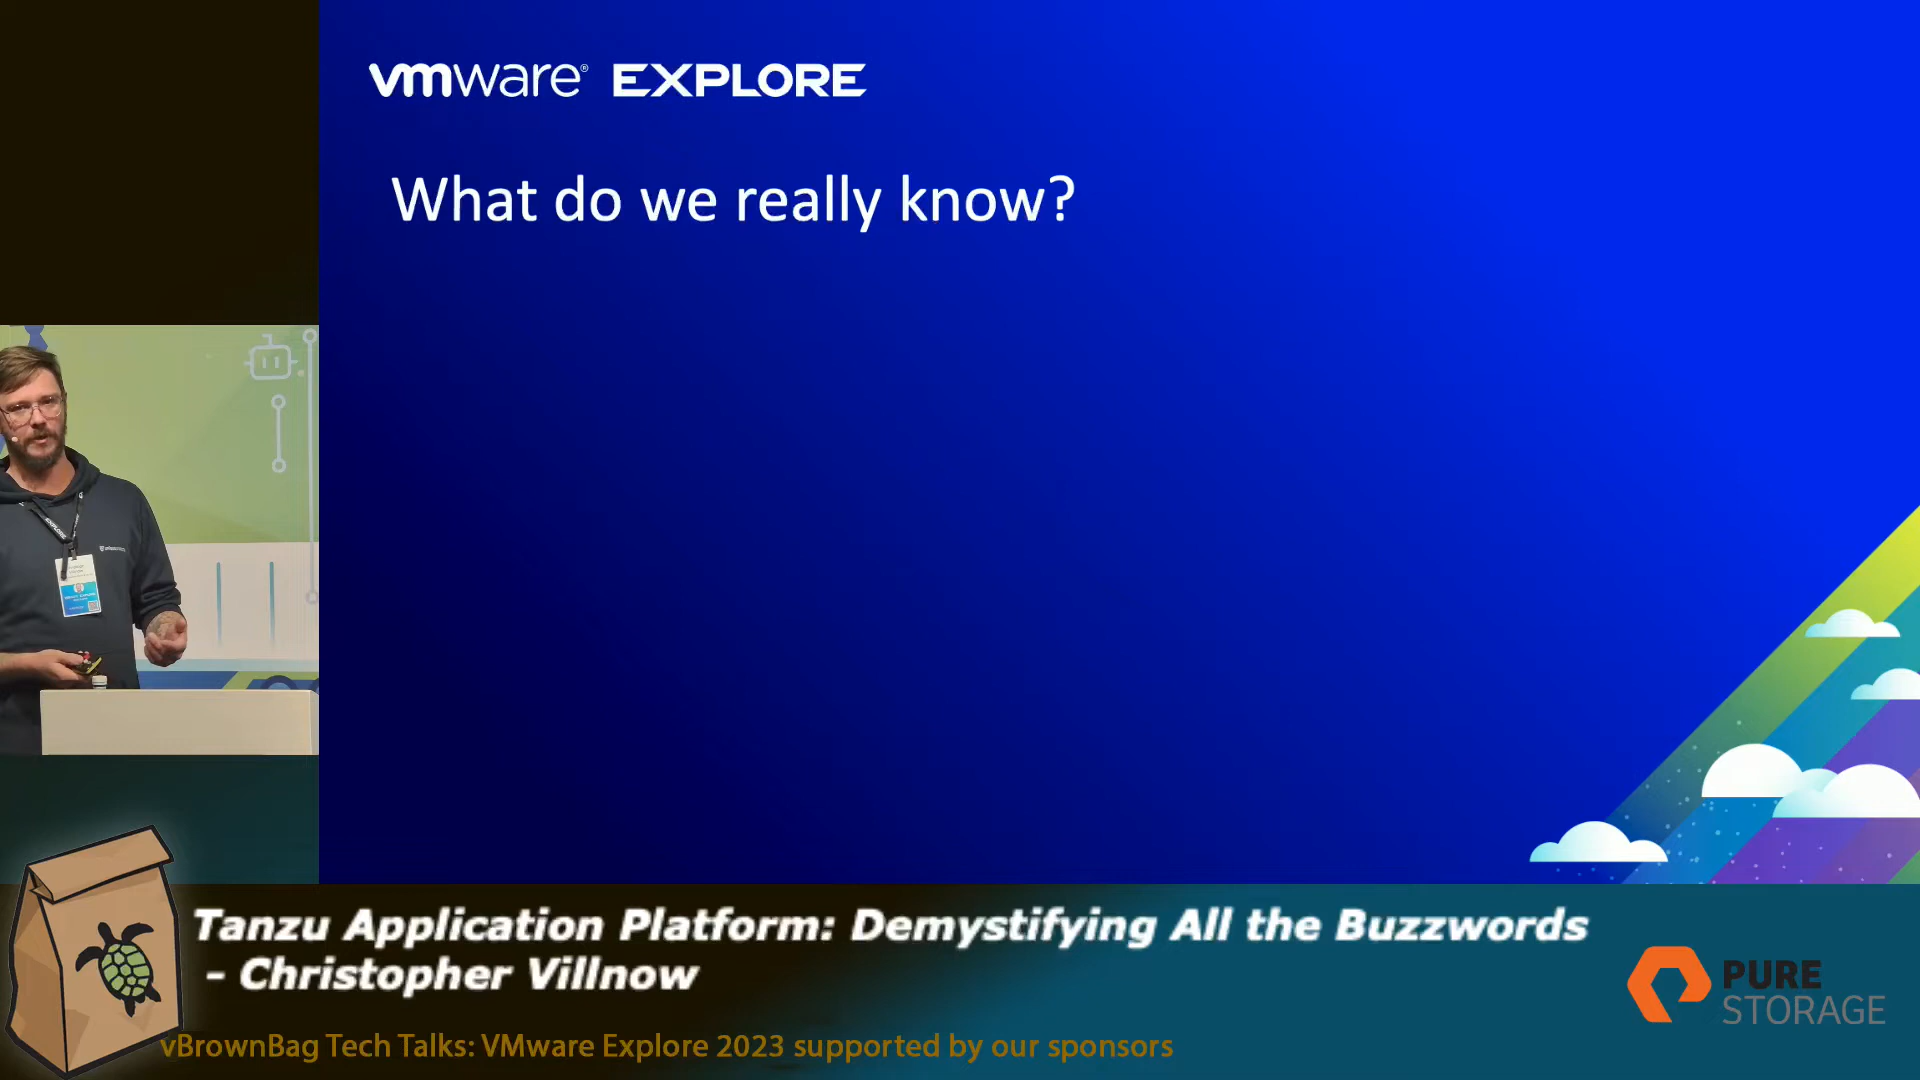 vmware® EXPLORE
What do we really know?
EXPLORE
Tanzu Application Platform: Demystifying All the Buzzwords
- Christopher Villnow
PURE
STORAGE
vBrownBag Tech Talks: VMware Explore 2023 supported by our sponsors